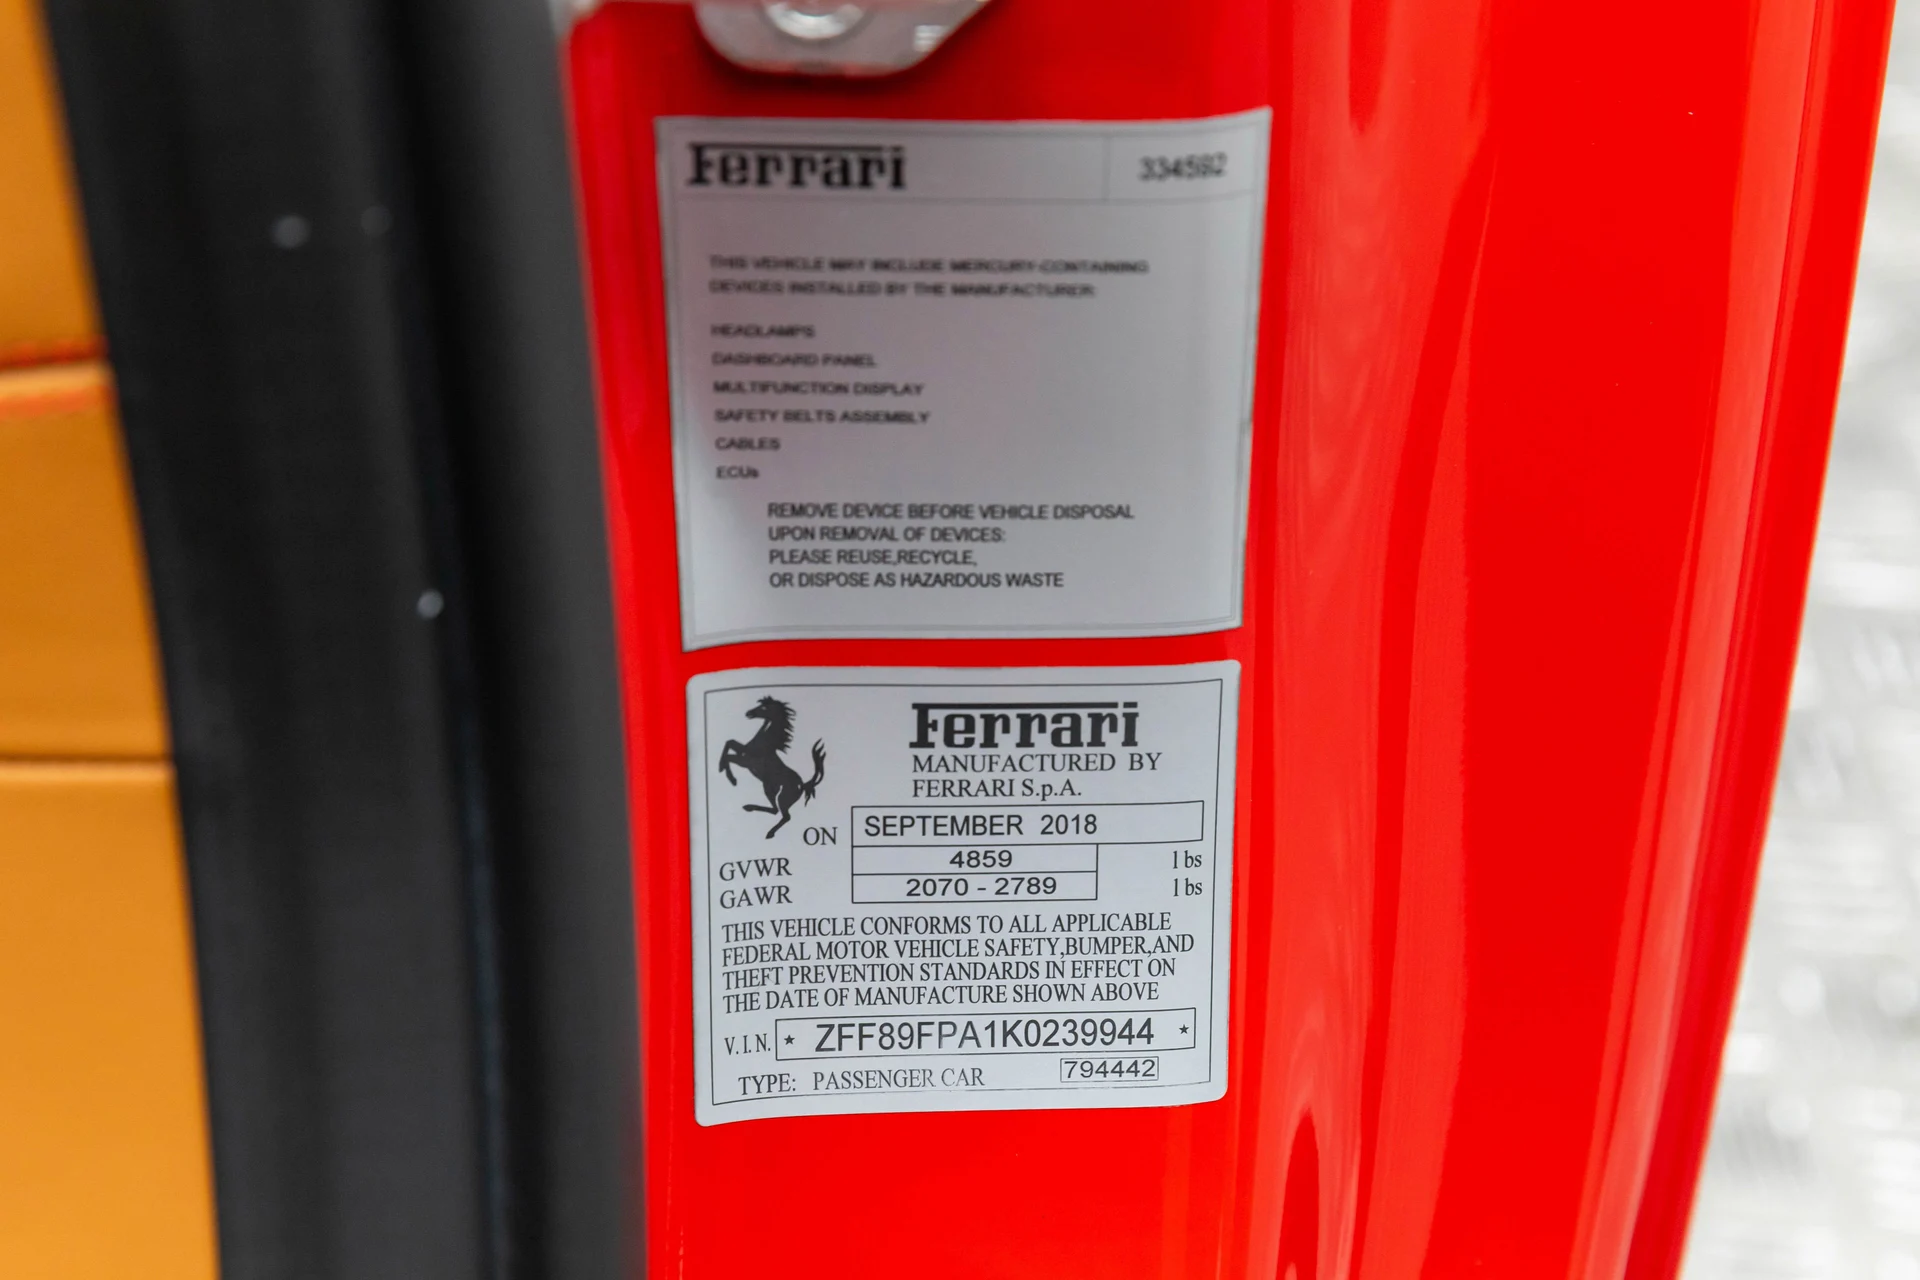 Ferrari 334592
THIS VEHICLE MAY INCLUDE MERCURY-CONTAINING
DEVICES INSTALLED BY THE MANUFACTURER:
HEADLAMPS
DASHBOARD PANEL
MULTIFUNCTION DISPLAY
SAFETY BELTS ASSEMBLY
CABLES
ECUs
REMOVE DEVICE BEFORE VEHICLE DISPOSAL
UPON REMOVAL OF DEVICES:
PLEASE REUSE,RECYCLE,
OR DISPOSE AS HAZARDOUS WASTE
Ferrari
MANUFACTURED BY
FERRARI S.p.A.
ON SEPTEMBER 2018
GVWR 4859 lbs
GAWR 2070 - 2789 lbs
THIS VEHICLE CONFORMS TO ALL APPLICABLE
FEDERAL MOTOR VEHICLE SAFETY,BUMPER,AND
THEFT PREVENTION STANDARDS IN EFFECT ON
THE DATE OF MANUFACTURE SHOWN ABOVE
V.I.N. * ZFF89FPA1K0239944 *
TYPE: PASSENGER CAR 794442